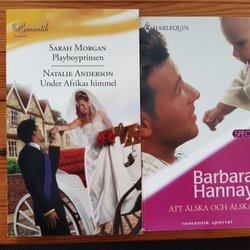 Romantik
SARAH MORGAN
Playboyprinsen
NATALIE ANDERSON
Under Afrikas himmel
HARLEQUIN
SPEC
Barbara
Hannay
ATT ÄLSKA OCH ÄLSKA
romantik special